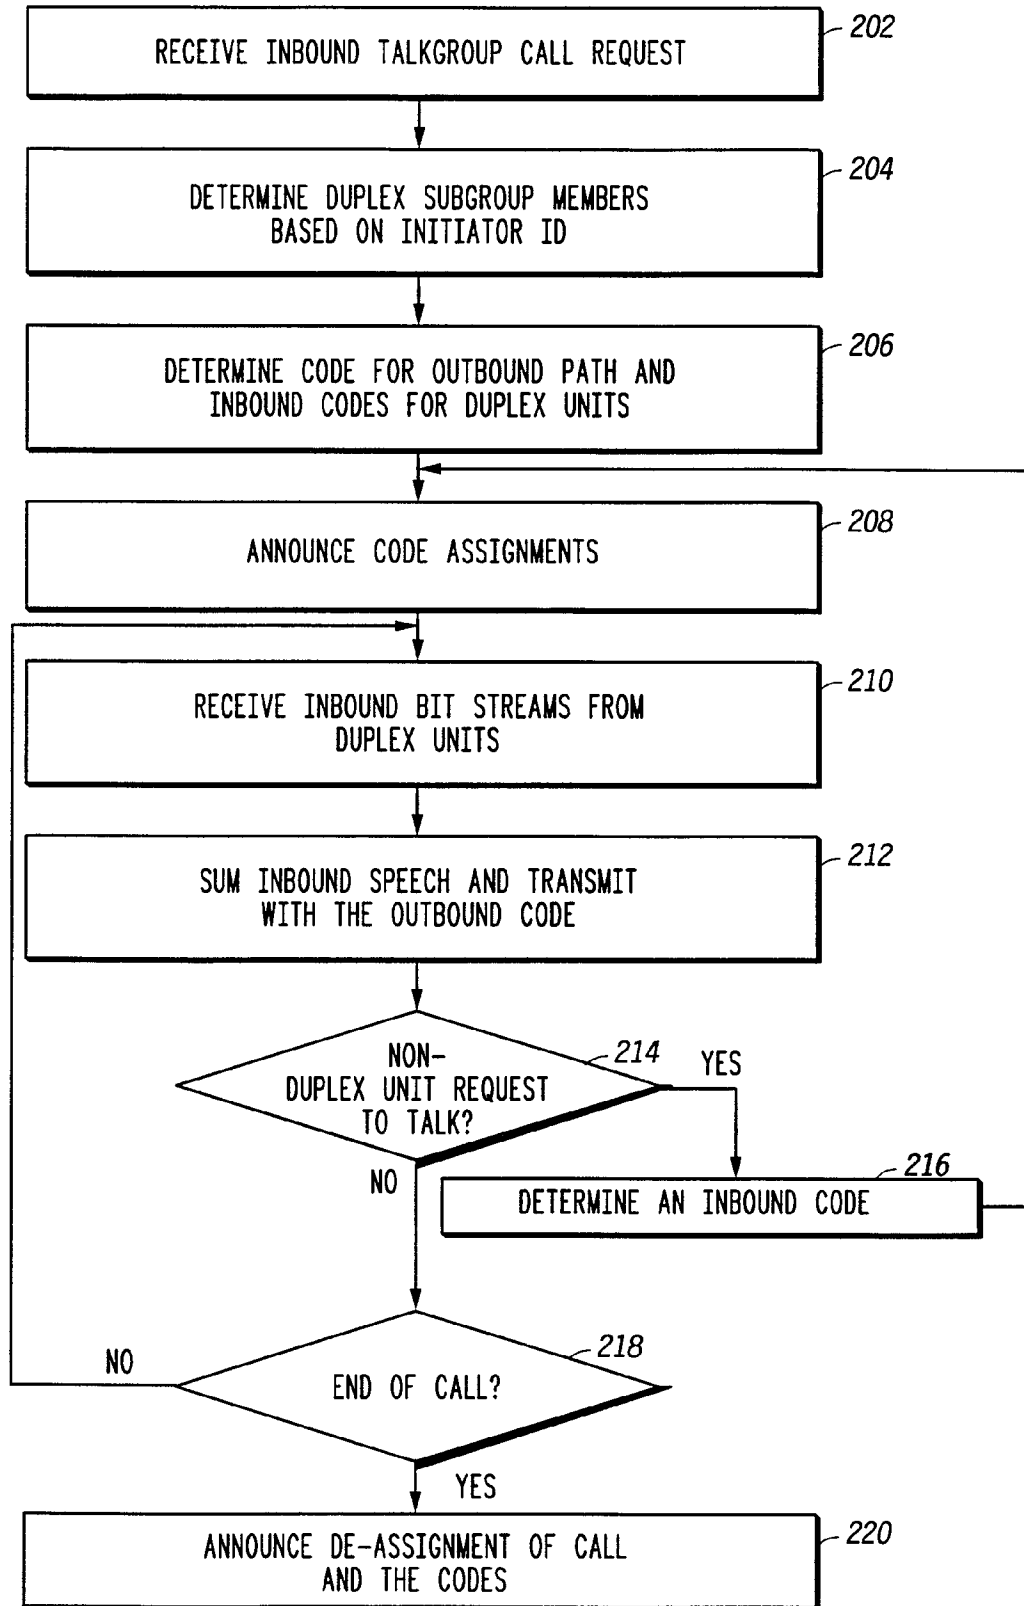 RECEIVE INBOUND TALKGROUP CALL REQUEST
202
DETERMINE DUPLEX SUBGROUP MEMBERS
BASED ON INITIATOR ID
204
DETERMINE CODE FOR OUTBOUND PATH AND
INBOUND CODES FOR DUPLEX UNITS
206
ANNOUNCE CODE ASSIGNMENTS
208
RECEIVE INBOUND BIT STREAMS FROM
DUPLEX UNITS
210
SUM INBOUND SPEECH AND TRANSMIT
WITH THE OUTBOUND CODE
212
NON-
DUPLEX UNIT REQUEST
TO TALK?
214
YES
NO
216
DETERMINE AN INBOUND CODE
END OF CALL?
218
NO
YES
ANNOUNCE DE-ASSIGNMENT OF CALL
AND THE CODES
220